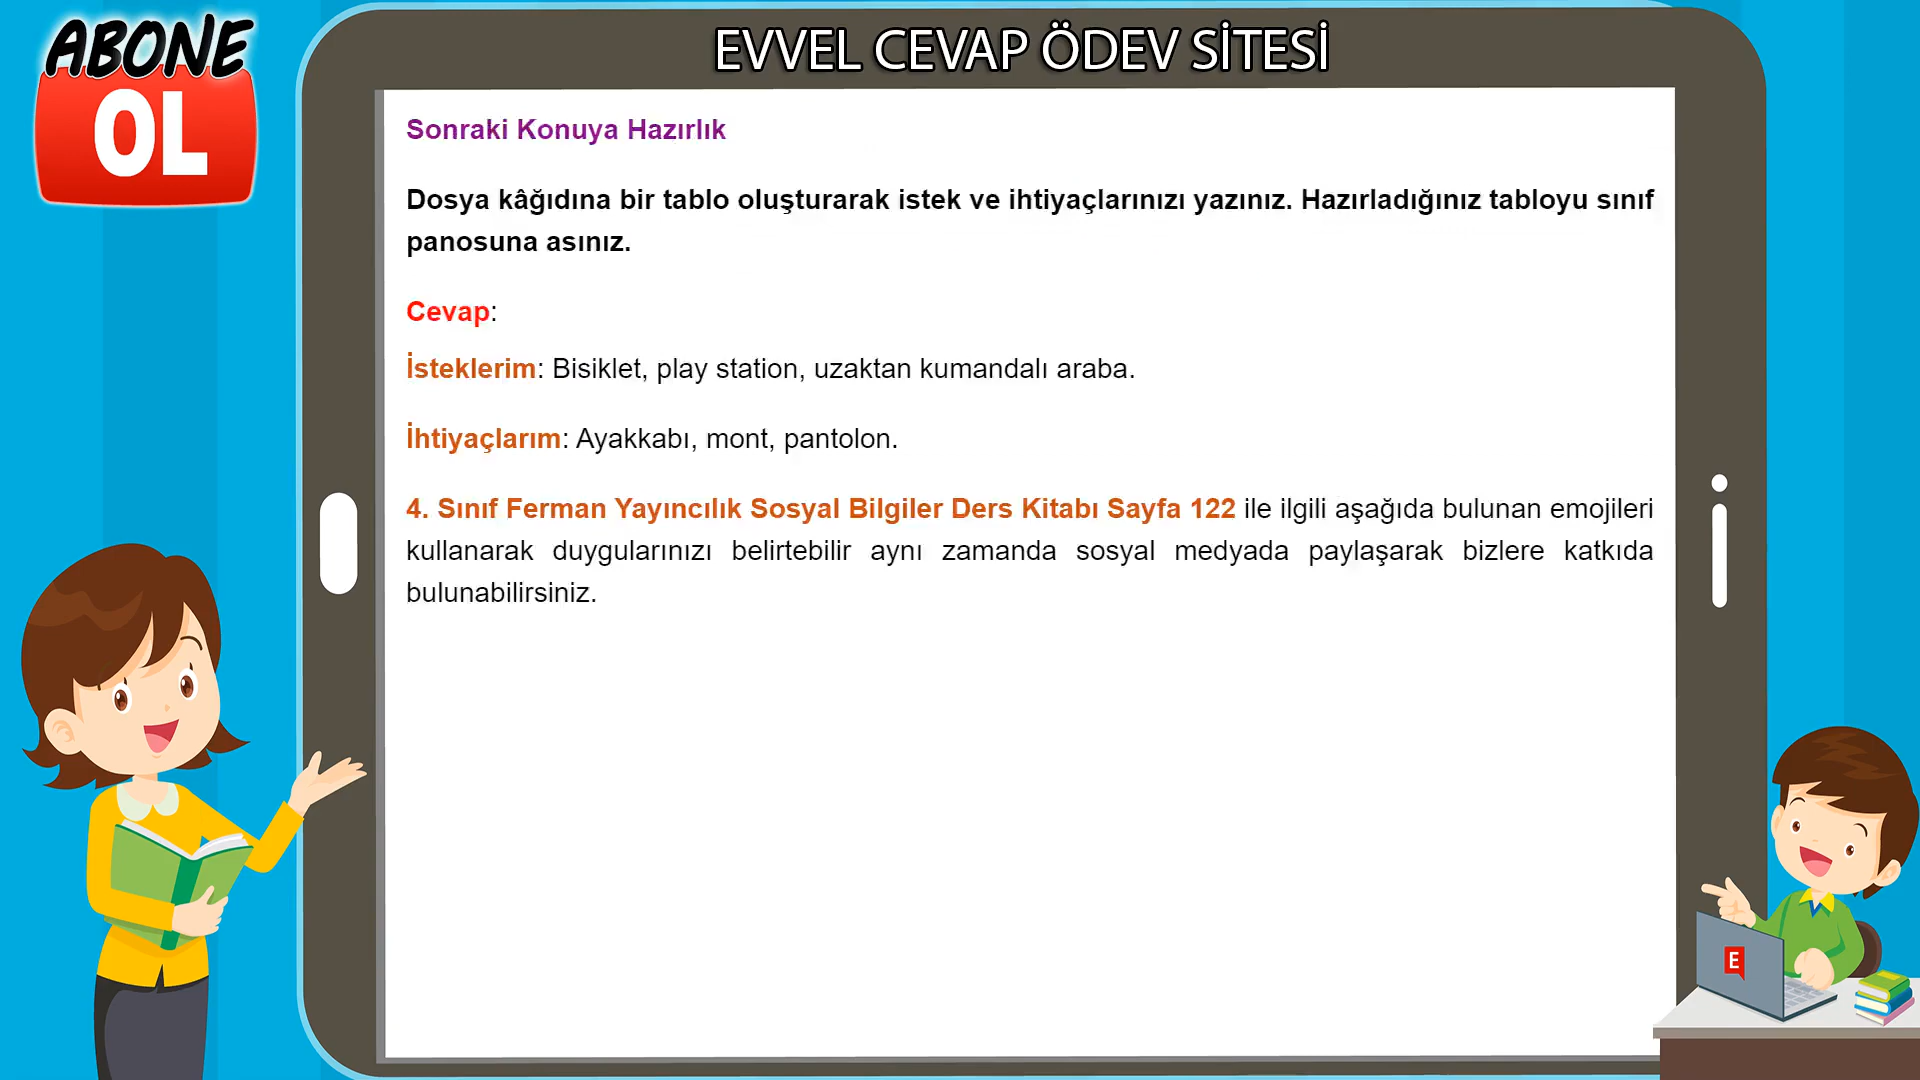 ABONE
OL
EVVEL CEVAP ÖDEV SİTESİ
Sonraki Konuya Hazırlık
Dosya kâğıdına bir tablo oluşturarak istek ve ihtiyaçlarınızı yazınız. Hazırladığınız tabloyu sınıf
panosuna asınız.
Cevap:
İsteklerim: Bisiklet, play station, uzaktan kumandalı araba.
İhtiyaçlarım: Ayakkabı, mont, pantolon.
4. Sınıf Ferman Yayıncılık Sosyal Bilgiler Ders Kitabı Sayfa 122 ile ilgili aşağıda bulunan emojileri
kullanarak duygularınızı belirtebilir aynı zamanda sosyal medyada paylaşarak bizlere katkıda
bulunabilirsiniz.
E